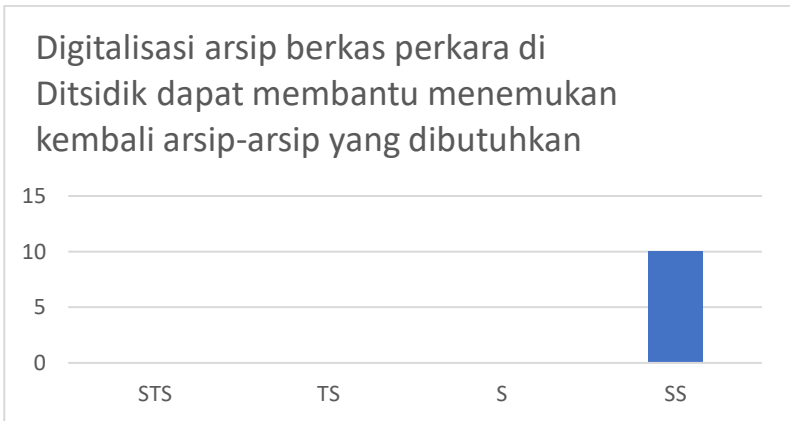 Digitalisasi arsip berkas perkara di
Ditsidik dapat membantu menemukan
kembali arsip-arsip yang dibutuhkan
15
10
5
0
STS TS S SS